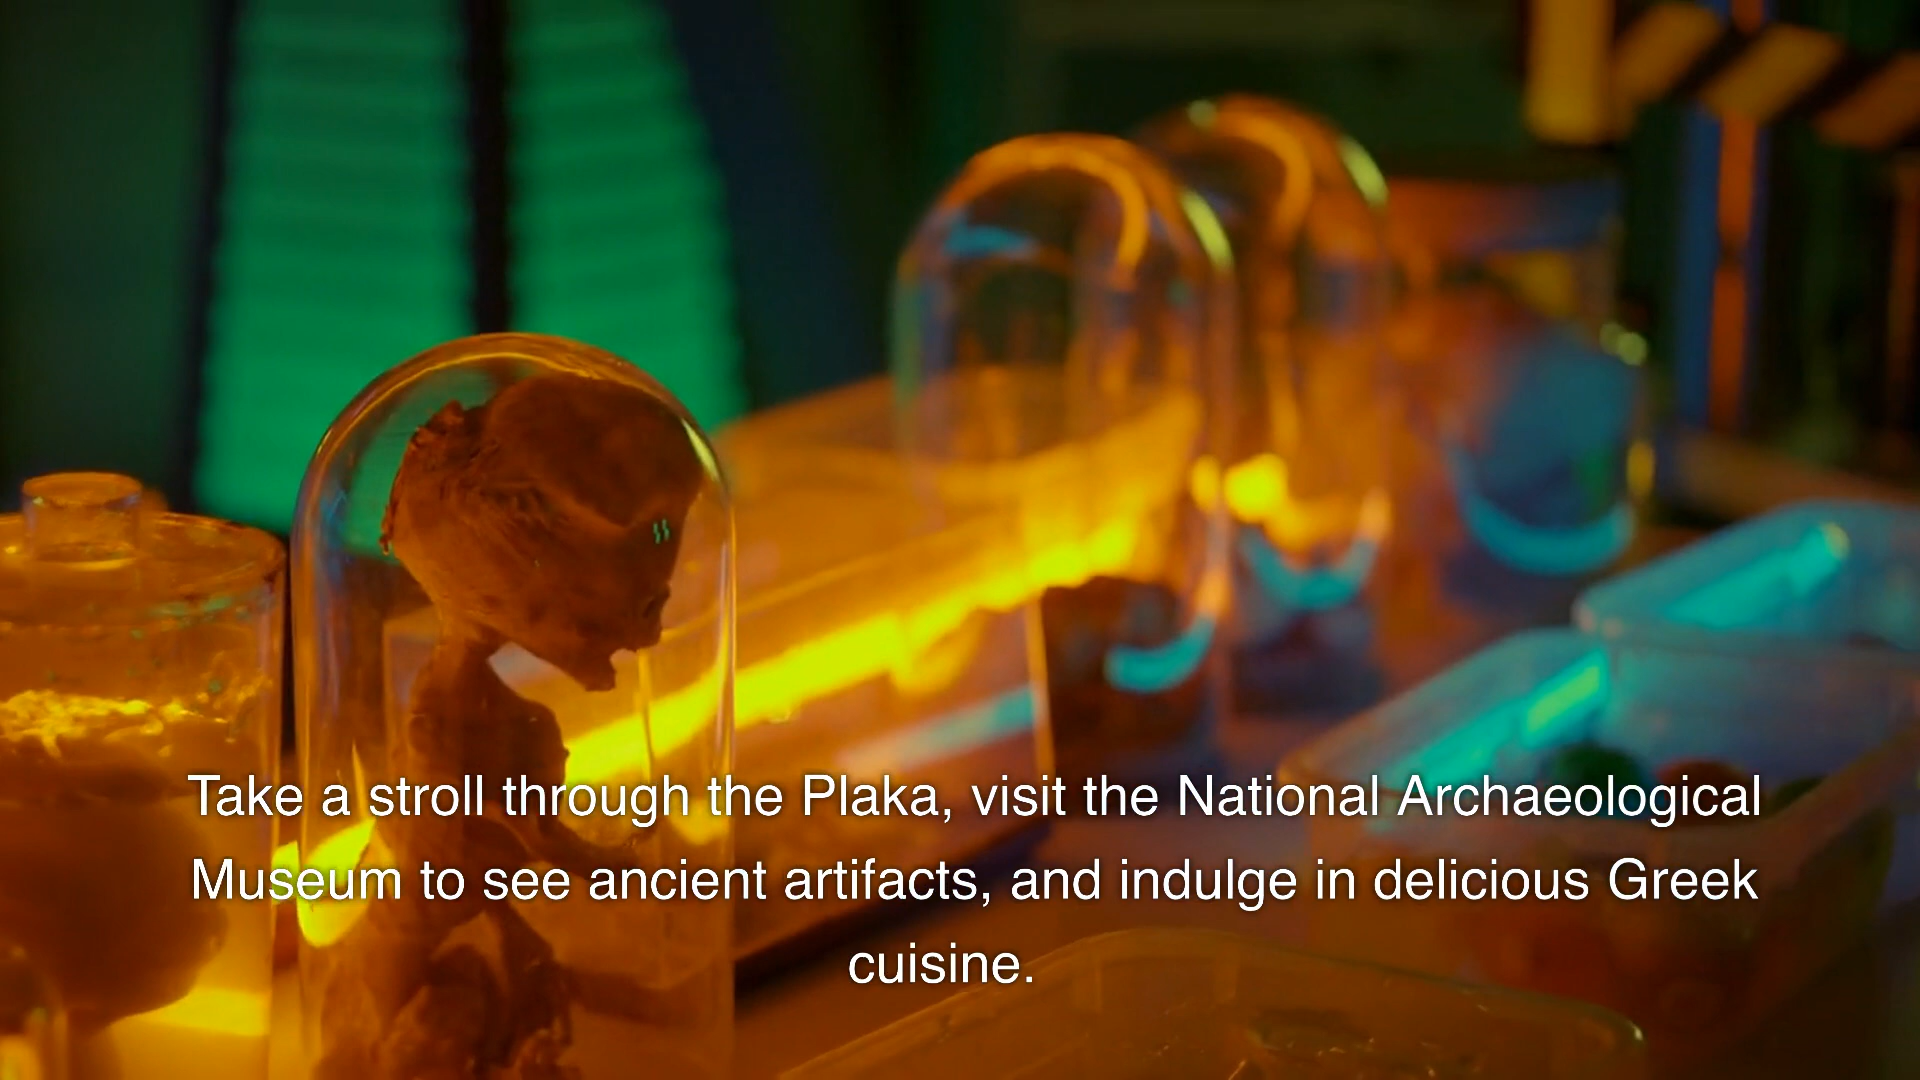 Take a stroll through the Plaka, visit the National Archaeological
Museum to see ancient artifacts, and indulge in delicious Greek
cuisine.